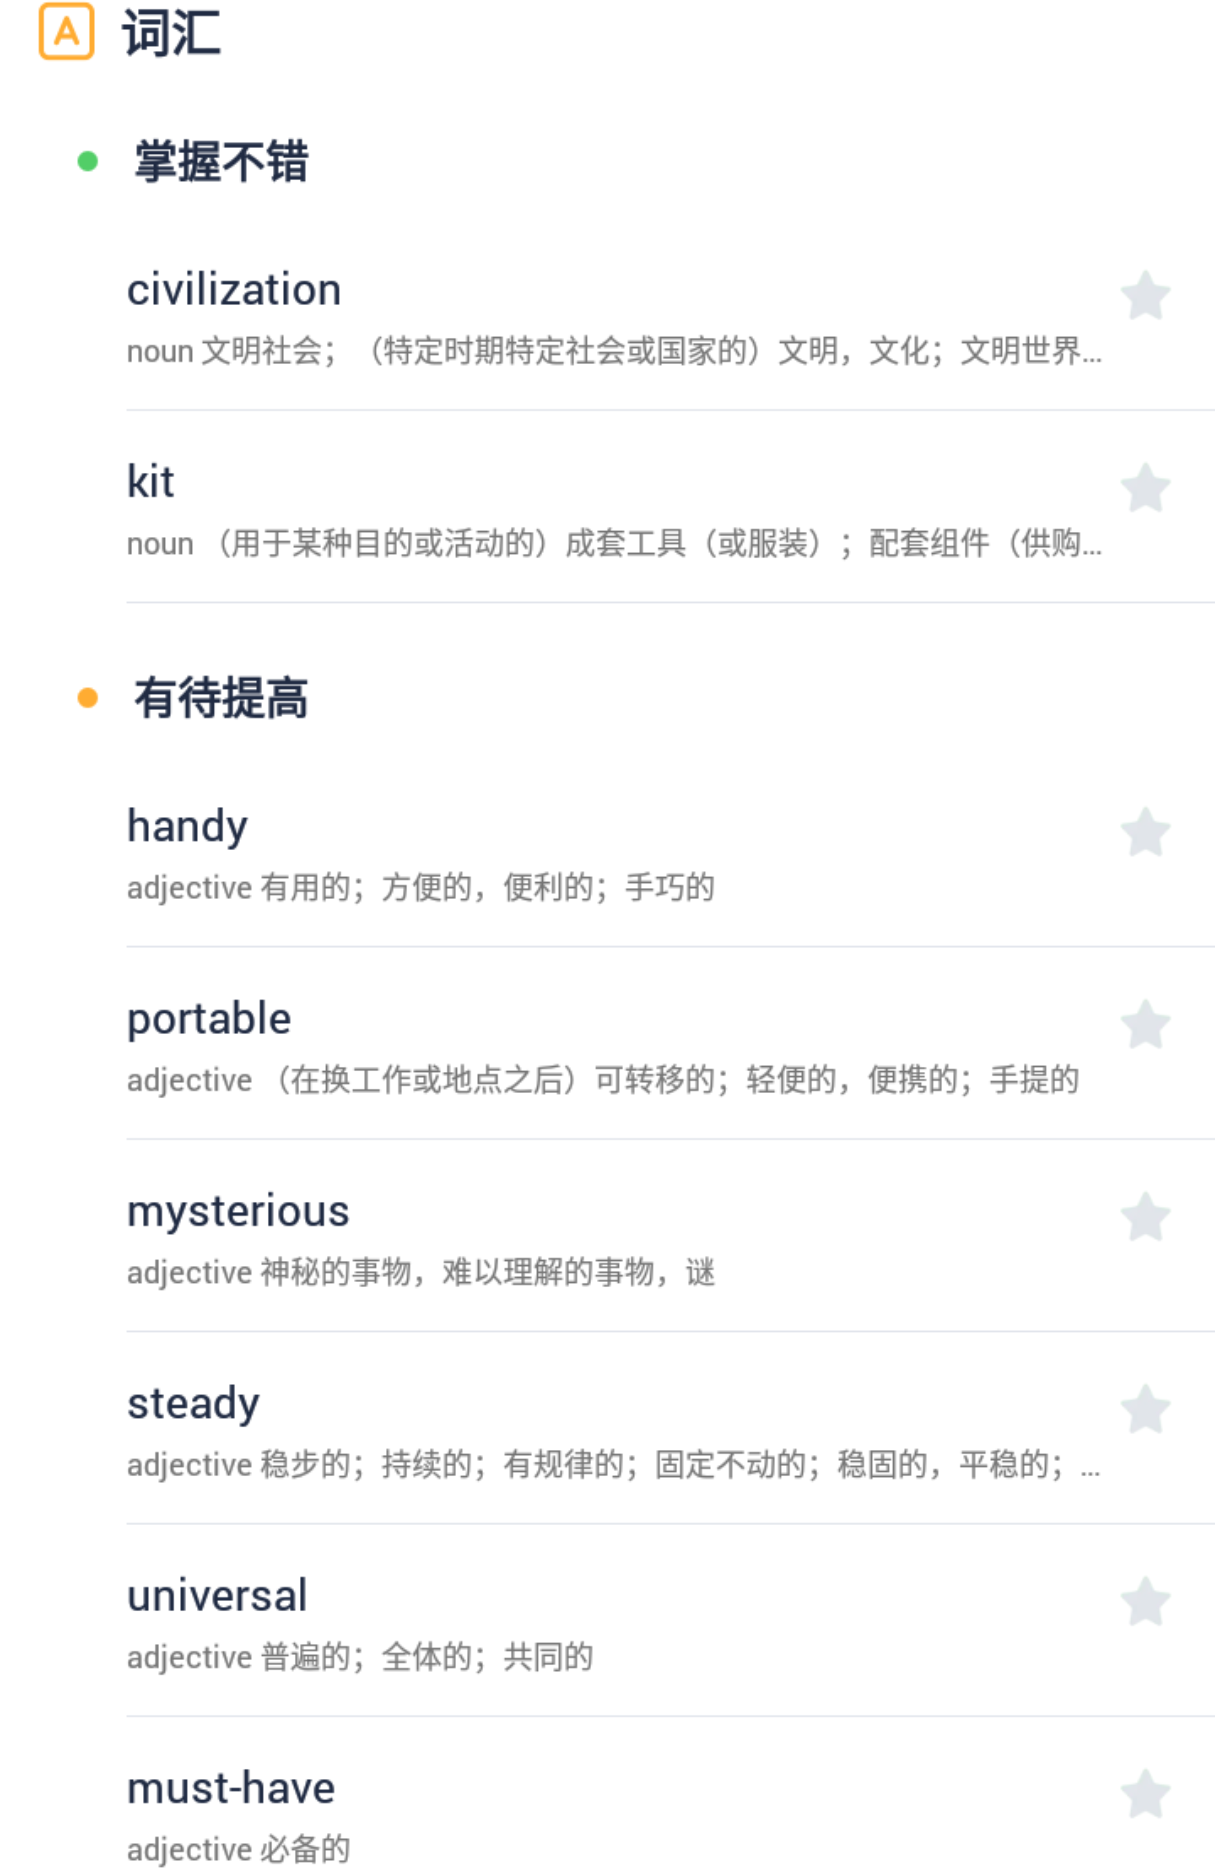 A 词汇
掌握不错
civilization
noun 文明社会；（特定时期特定社会或国家的）文明，文化；文明世界...
kit
noun （用于某种目的或活动的）成套工具（或服装）；配套组件（供购...
有待提高
handy
adjective 有用的；方便的，便利的；手巧的
portable
adjective （在换工作或地点之后）可转移的；轻便的，便携的；手提的
mysterious
adjective 神秘的事物，难以理解的事物，谜
steady
adjective 稳步的；持续的；有规律的；固定不动的；稳固的，平稳的；...
universal
adjective 普遍的；全体的；共同的
must-have
adjective 必备的